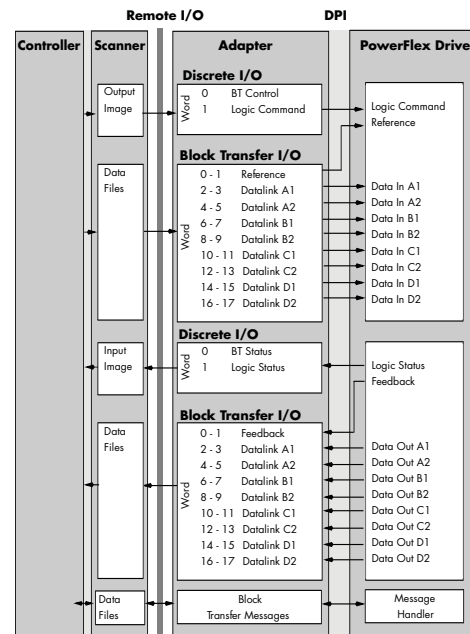 Remote I/O DPI
Controller Scanner Adapter PowerFlex Drive
Discrete I/O
Output Image
Word
0 BT Control
1 Logic Command
Logic Command
Reference
Block Transfer I/O
Data Files
Word
0 - 1 Reference
2 - 3 Datalink A1
4 - 5 Datalink A2
6 - 7 Datalink B1
8 - 9 Datalink B2
10 - 11 Datalink C1
12 - 13 Datalink C2
14 - 15 Datalink D1
16 - 17 Datalink D2
Data In A1
Data In A2
Data In B1
Data In B2
Data In C1
Data In C2
Data In D1
Data In D2
Discrete I/O
Input Image
Word
0 BT Status
1 Logic Status
Logic Status
Feedback
Block Transfer I/O
Data Files
Word
0 - 1 Feedback
2 - 3 Datalink A1
4 - 5 Datalink A2
6 - 7 Datalink B1
8 - 9 Datalink B2
10 - 11 Datalink C1
12 - 13 Datalink C2
14 - 15 Datalink D1
16 - 17 Datalink D2
Data Out A1
Data Out A2
Data Out B1
Data Out B2
Data Out C1
Data Out C2
Data Out D1
Data Out D2
Data Files
Block Transfer Messages
Message Handler